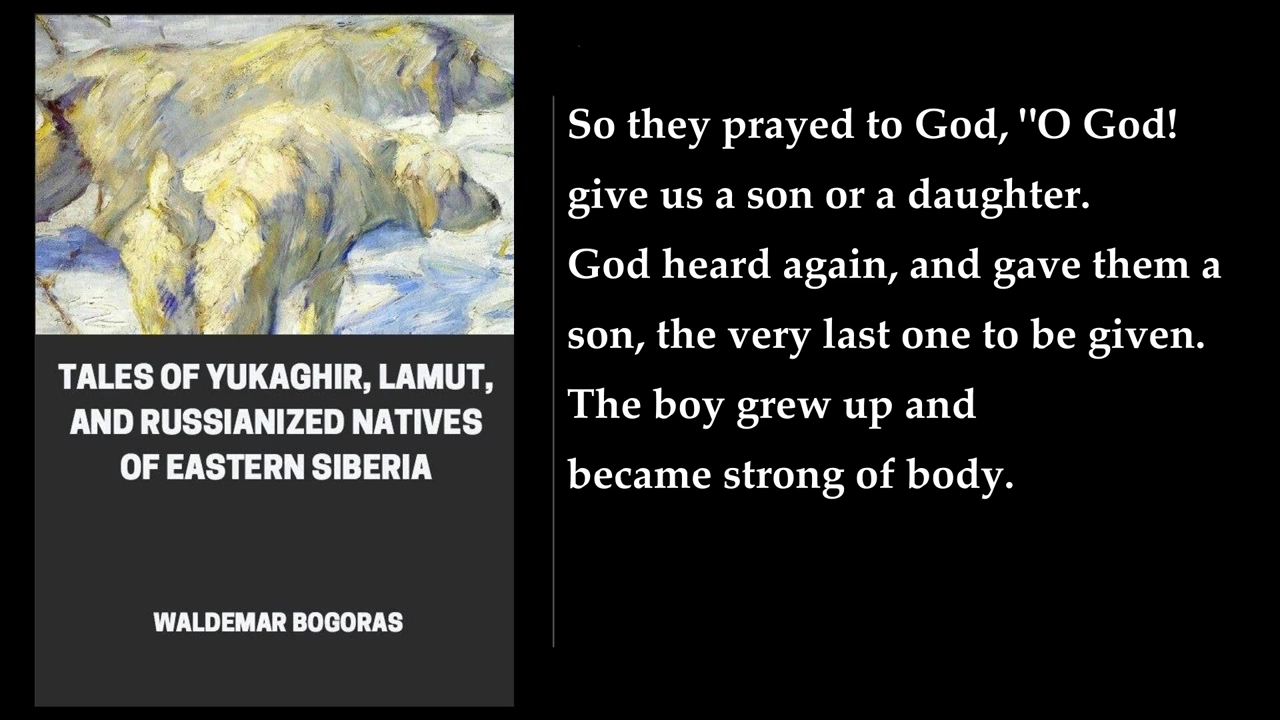 TALES OF YUKAGHIR, LAMUT,
AND RUSSIANIZED NATIVES
OF EASTERN SIBERIA
WALDEMAR BOGORAS
So they prayed to God, "O God!
give us a son or a daughter.
God heard again, and gave them a
son, the very last one to be given.
The boy grew up and
became strong of body.